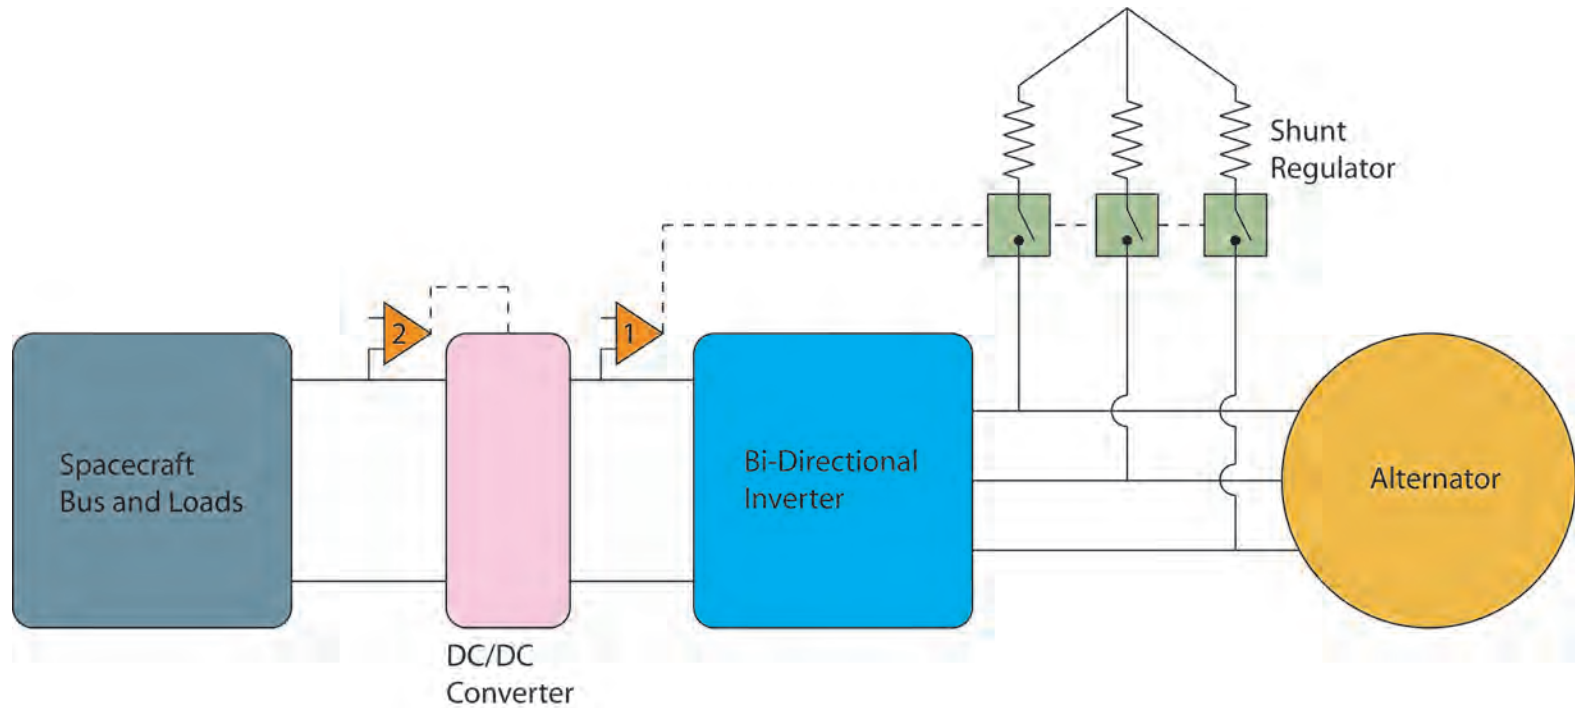 Shunt
Regulator
2
1
Spacecraft
Bus and Loads
Bi-Directional
Inverter
Alternator
DC/DC
Converter